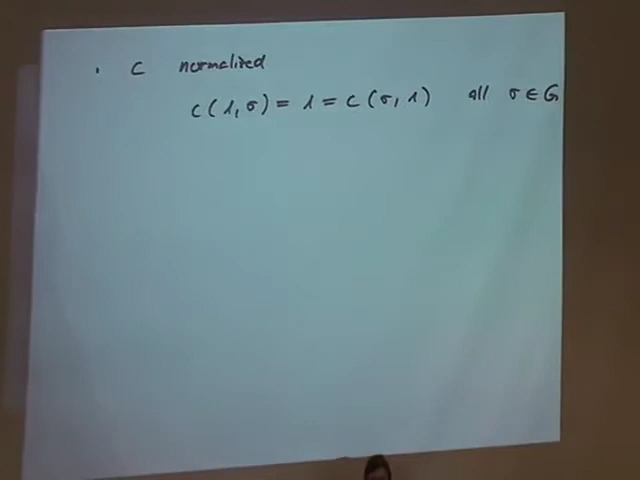 · c normalized
c(1,σ) = 1 = c(σ,1) all σ ∈ G